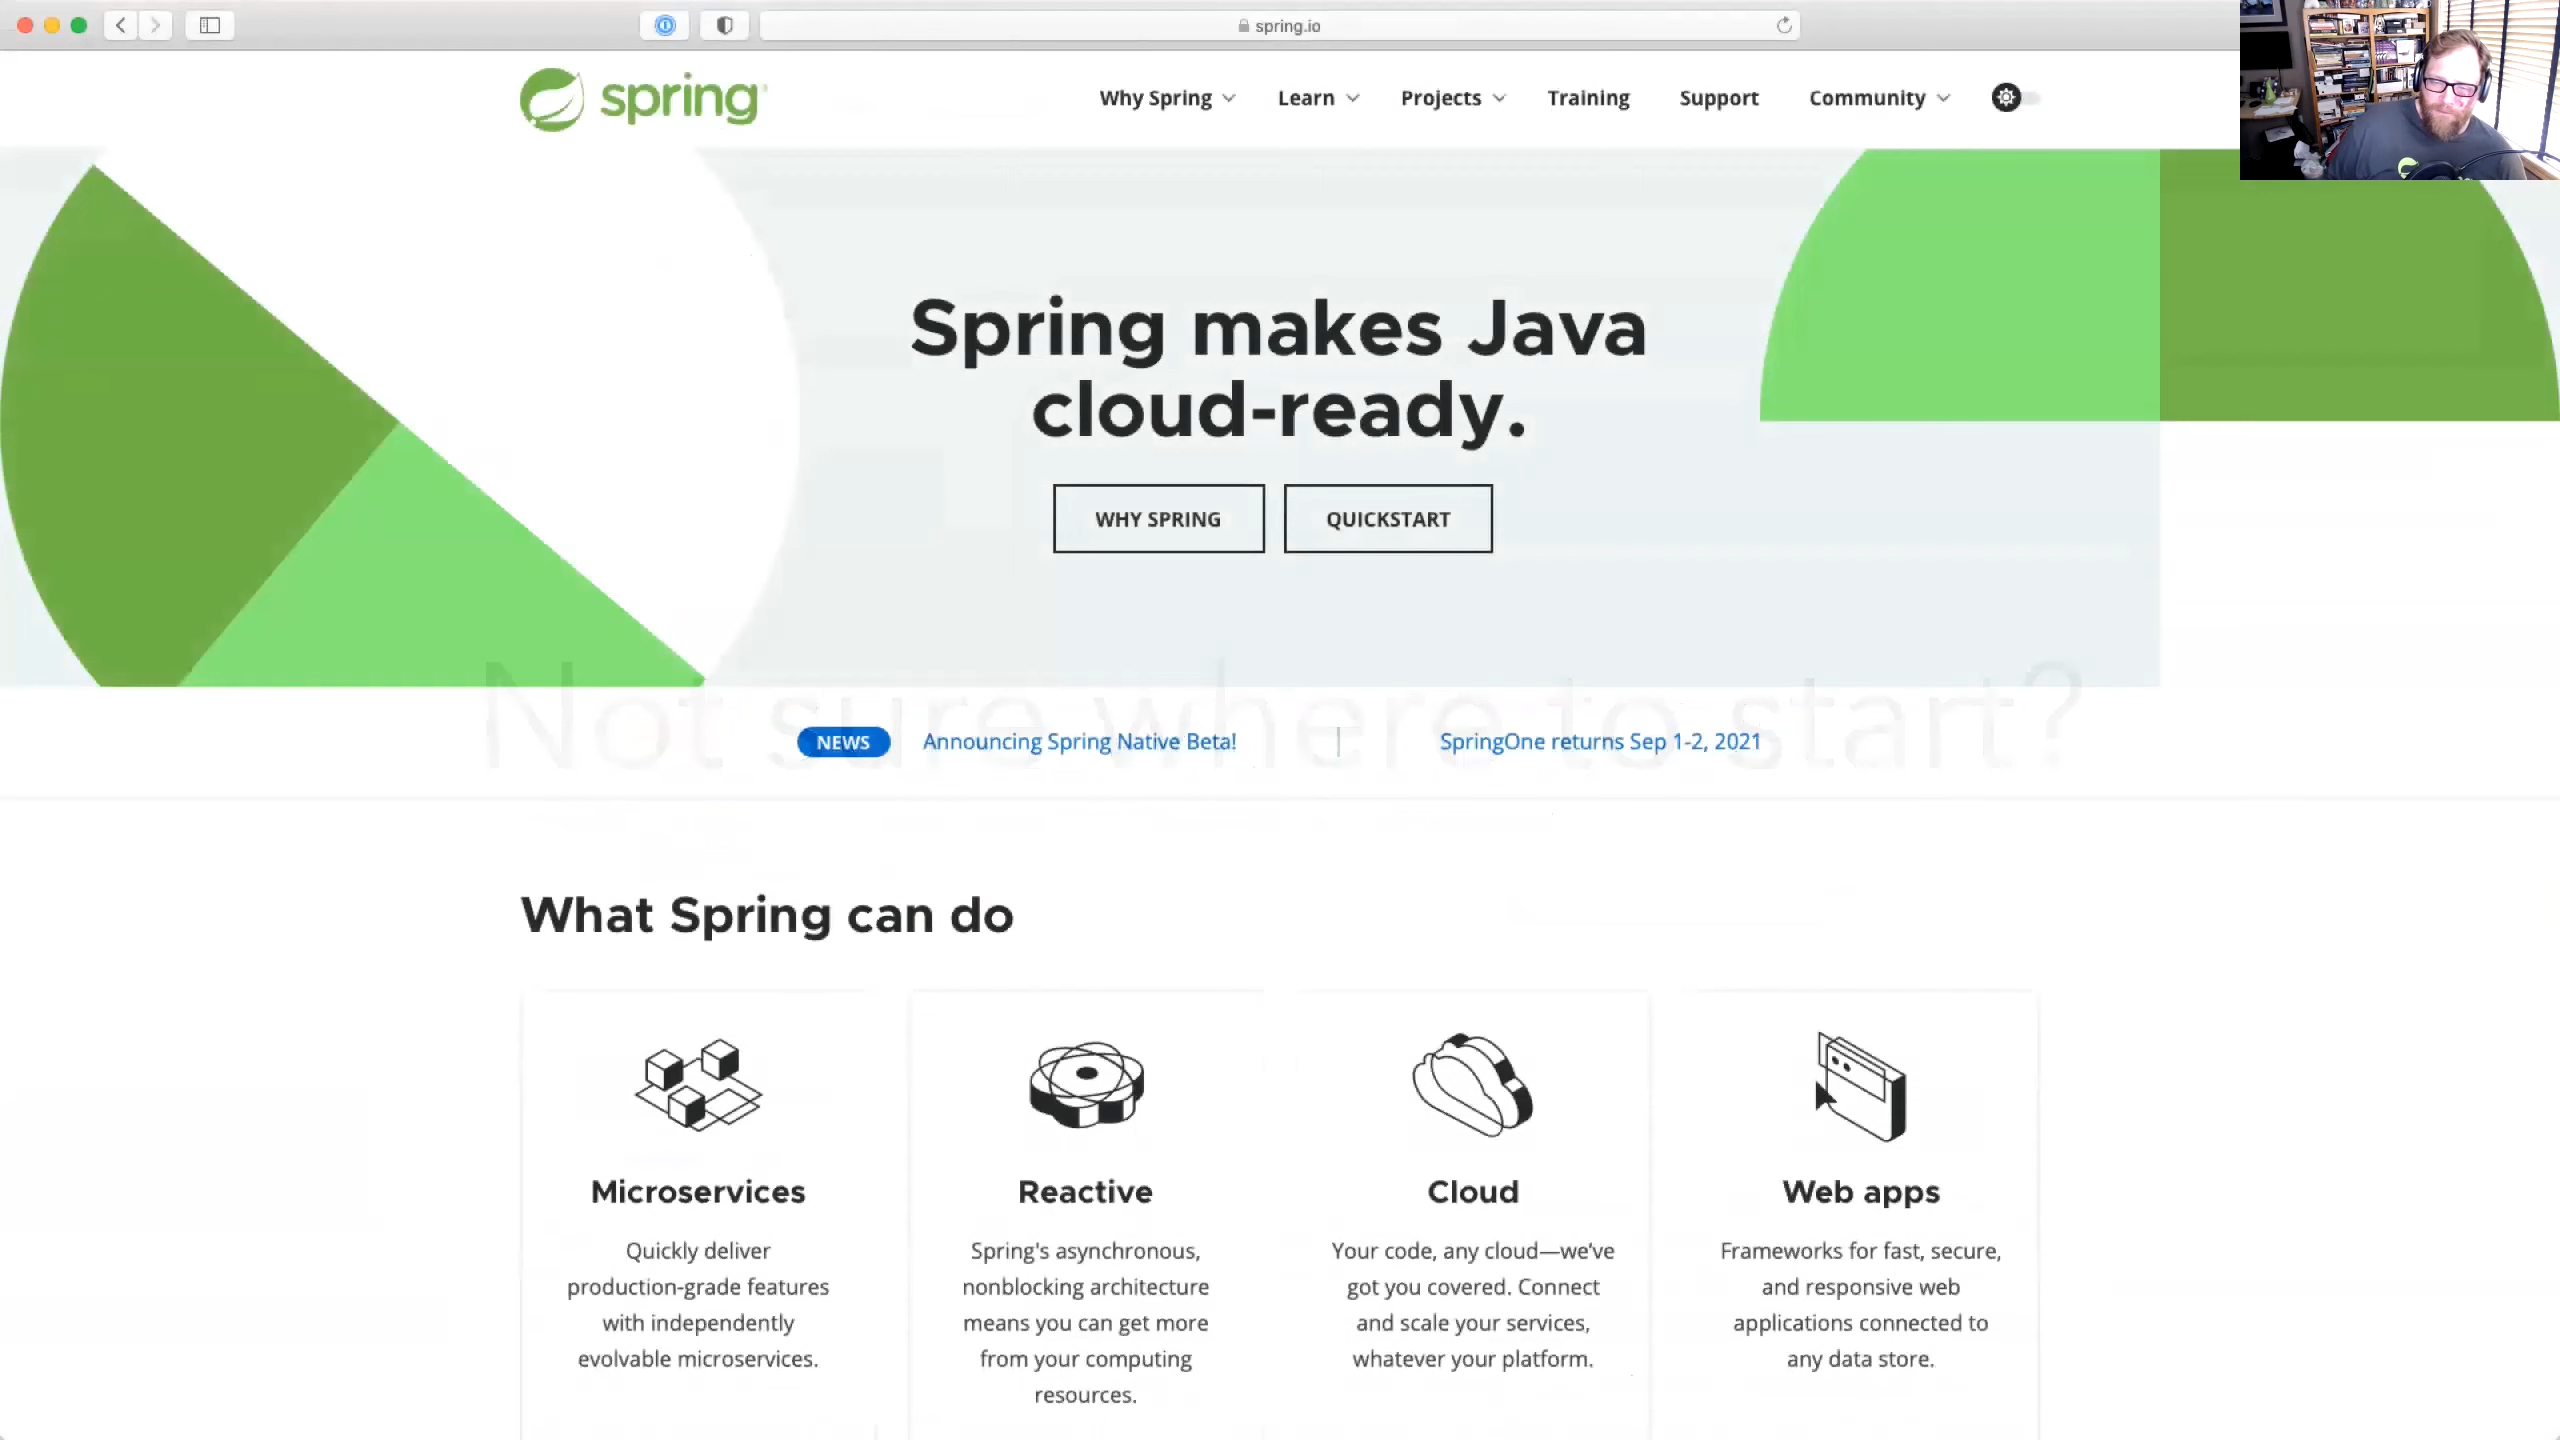 spring.io
spring
Why Spring
Learn
Projects
Training
Support
Community
Spring makes Java
cloud-ready.
WHY SPRING
QUICKSTART
Not sure where to start?
NEWS
Announcing Spring Native Beta!
SpringOne returns Sep 1-2, 2021
What Spring can do
Microservices
Quickly deliver
production-grade features
with independently
evolvable microservices.
Reactive
Spring's asynchronous,
nonblocking architecture
means you can get more
from your computing
resources.
Cloud
Your code, any cloud—we've
got you covered. Connect
and scale your services,
whatever your platform.
Web apps
Frameworks for fast, secure,
and responsive web
applications connected to
any data store.